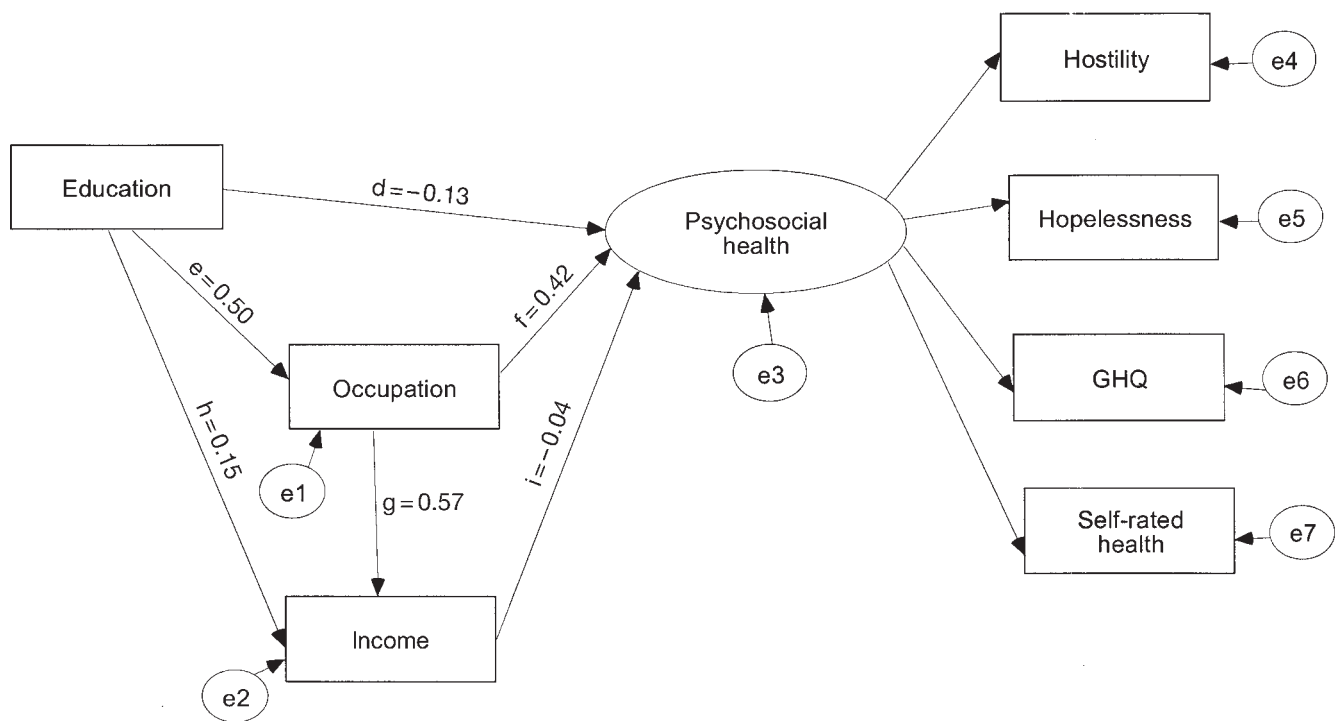 Hostility
e4
Education
d=−0.13
Psychosocial
health
Hopelessness
e5
e=0.50
f=0.42
Occupation
e3
GHQ
e6
h=0.15
e1
g=0.57
i=−0.04
Self-rated
health
e7
Income
e2